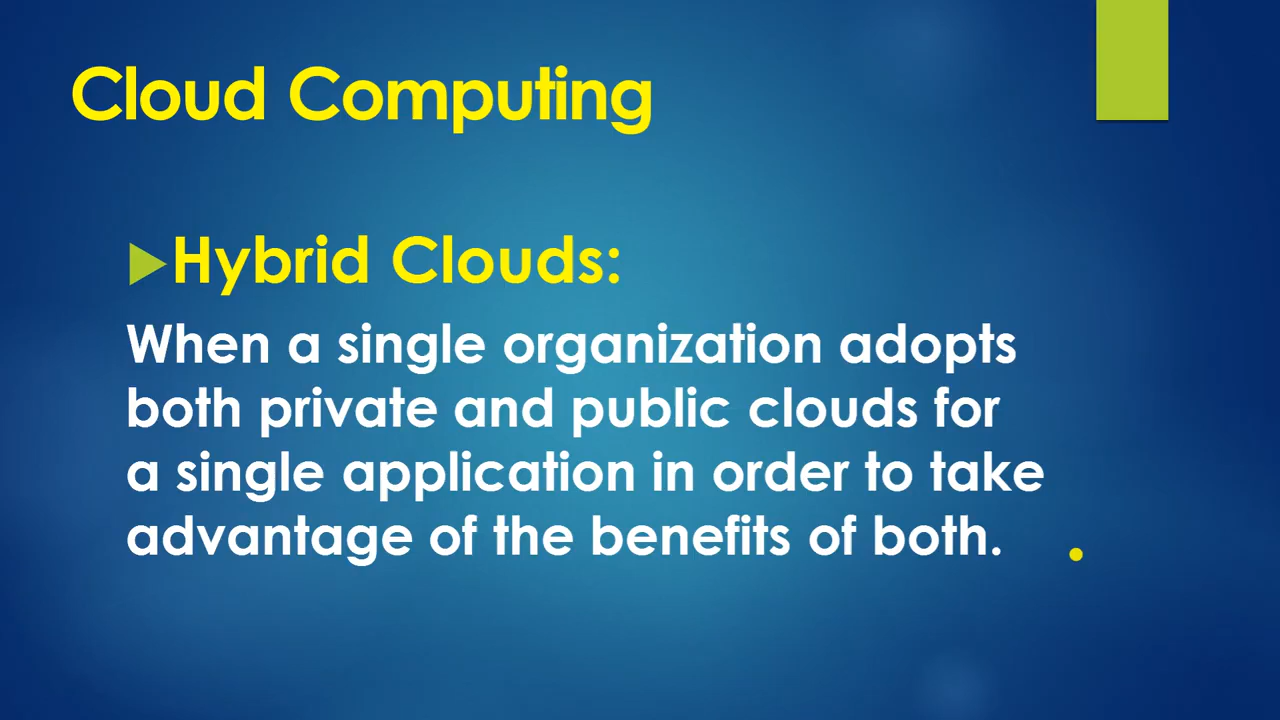 Cloud Computing
Hybrid Clouds:
When a single organization adopts
both private and public clouds for
a single application in order to take
advantage of the benefits of both.